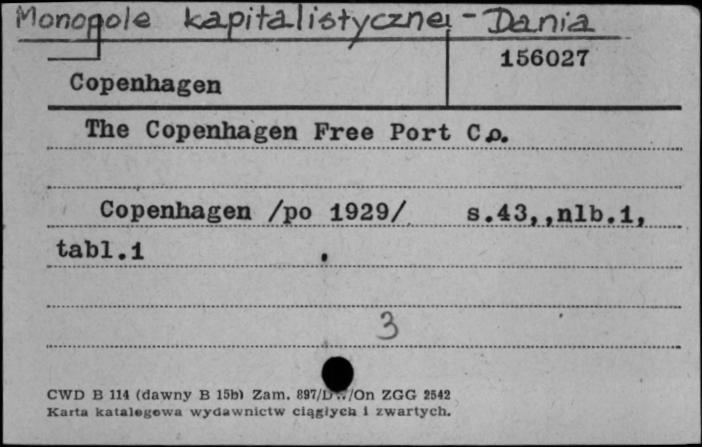 Monopole kapitalistyczne - Dania
156027
Copenhagen
The Copenhagen Free Port Co.
Copenhagen /po 1929/ s.43,,nlb.1,
tabl.1
3
CWD B 114 (dawny B 15b) Zam. 897/D /On ZGG 2542
Karta katalogowa wydawnictw ciągłych i zwartych.